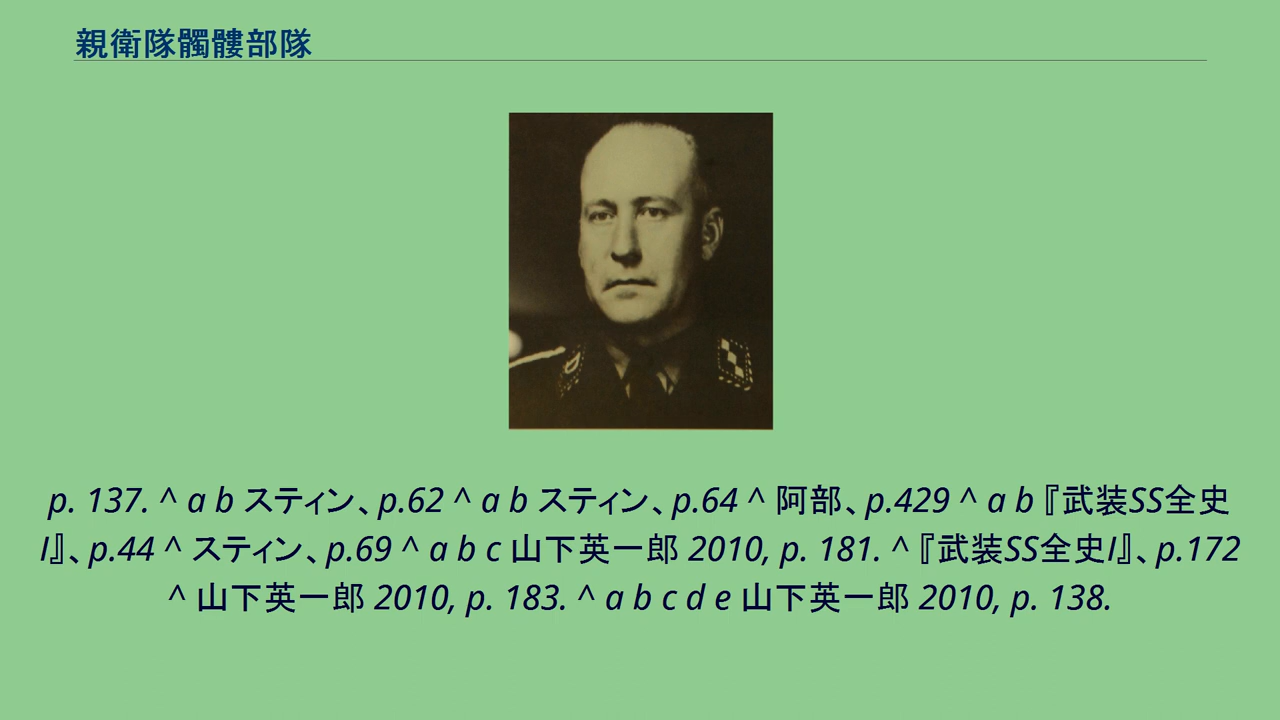 親衛隊髑髏部隊
p. 137. ^ a b スティン、p.62 ^ a b スティン、p.64 ^ 阿部、p.429 ^ a b『武装SS全史
I』、p.44 ^ スティン、p.69 ^ a b c 山下英一郎 2010, p. 181. ^『武装SS全史I』、p.172
^ 山下英一郎 2010, p. 183. ^ a b c d e 山下英一郎 2010, p. 138.